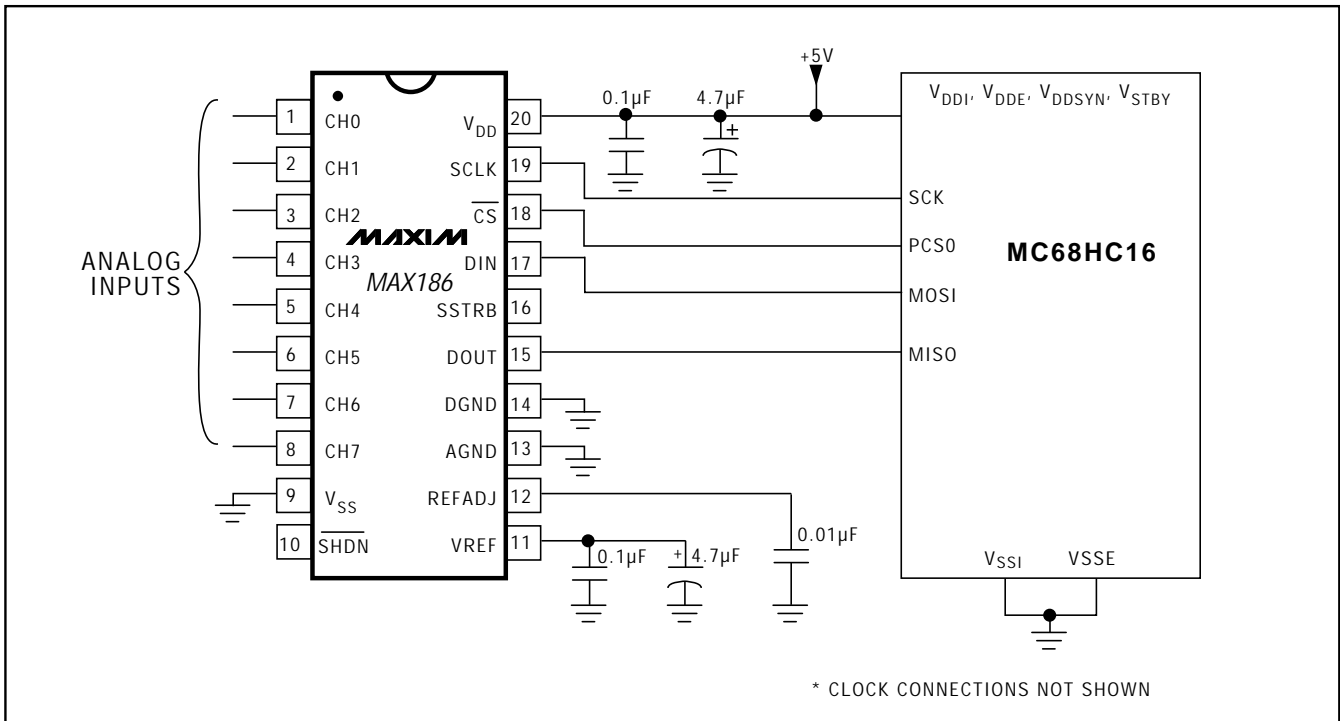 +5V
0.1µF
4.7µF
+
V_DDI, V_DDE, V_DDSYN, V_STBY
1 CH0
V_DD 20
2 CH1
SCLK 19
SCK
3 CH2
CS 18
PCS0
MAXIM
MC68HC16
ANALOG
INPUTS
4 CH3
DIN 17
MAX186
MOSI
5 CH4
SSTRB 16
6 CH5
DOUT 15
MISO
7 CH6
DGND 14
8 CH7
AGND 13
9 V_SS
REFADJ 12
10 SHDN
VREF 11
0.1µF
+ 4.7µF
0.01µF
V_SSI
VSSE
* CLOCK CONNECTIONS NOT SHOWN